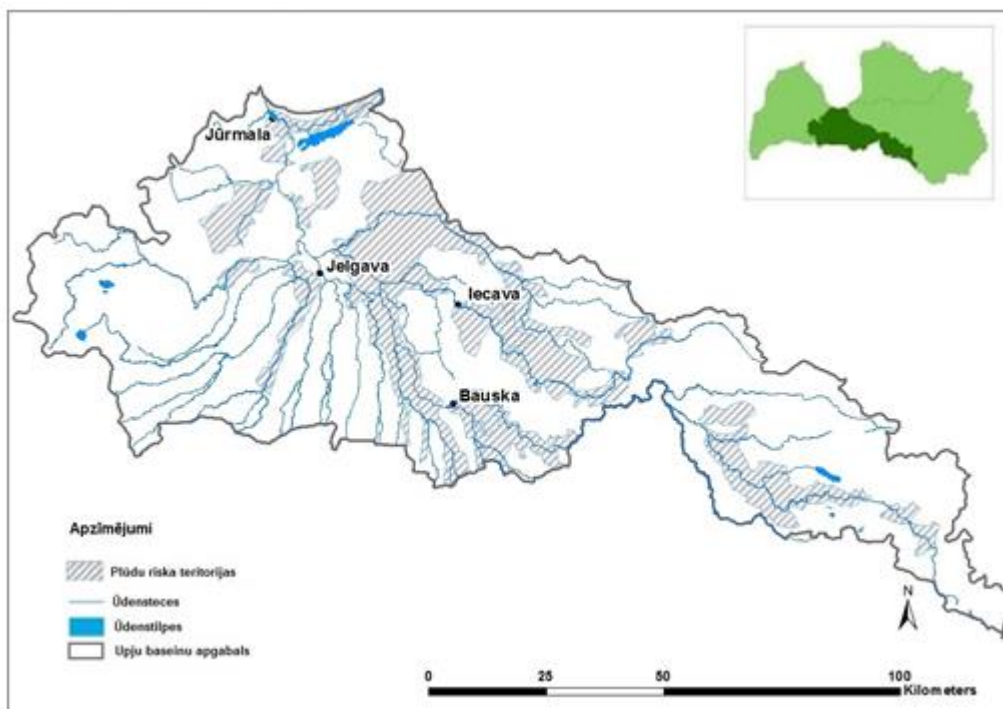 Jūrmala
Jelgava
Iecava
Bauska
Apzīmējumi
Plūdu riska teritorijas
Ūdensteces
Ūdenstilpes
Upju baseinu apgabals
N
0 25 50 100
Kilometers